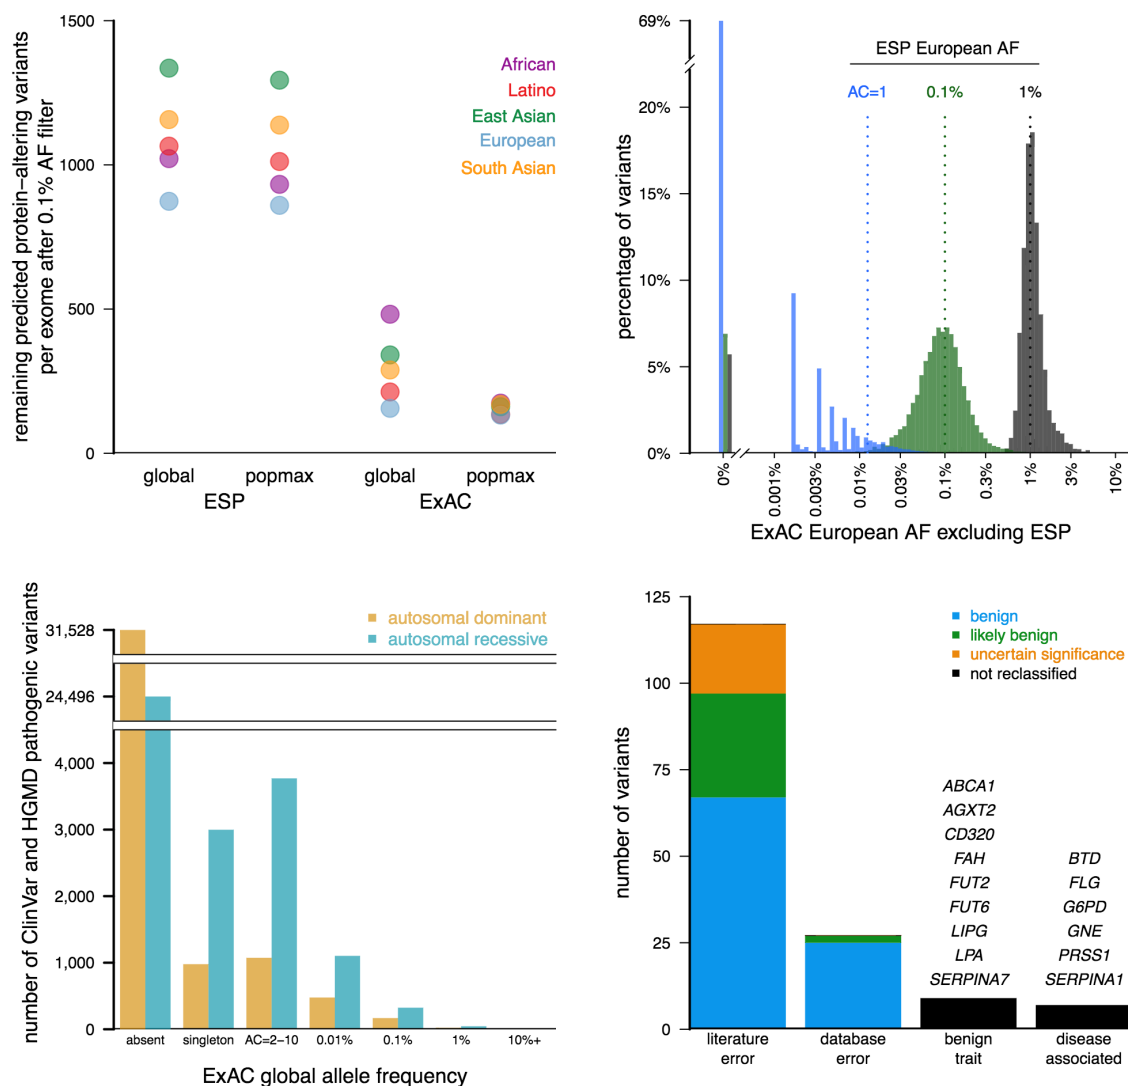 remaining predicted protein−altering variants
per exome after 0.1% AF filter
1500
1000
500
0
African
Latino
East Asian
European
South Asian
global
popmax
global
popmax
ESP
ExAC
percentage of variants
69%
20%
15%
10%
5%
0%
ESP European AF
AC=1
0.1%
1%
0%
0.001%
0.003%
0.01%
0.03%
0.1%
0.3%
1%
3%
10%
ExAC European AF excluding ESP
number of ClinVar and HGMD pathogenic variants
31,528
24,496
4,000
3,000
2,000
1,000
0
autosomal dominant
autosomal recessive
absent
singleton
AC=2−10
0.01%
0.1%
1%
10%+
ExAC global allele frequency
number of variants
125
100
75
50
25
0
benign
likely benign
uncertain significance
not reclassified
ABCA1
AGXT2
CD320
FAH
FUT2
FUT6
LIPG
LPA
SERPINA7
BTD
FLG
G6PD
GNE
PRSS1
SERPINA1
literature
error
database
error
benign
trait
disease
associated